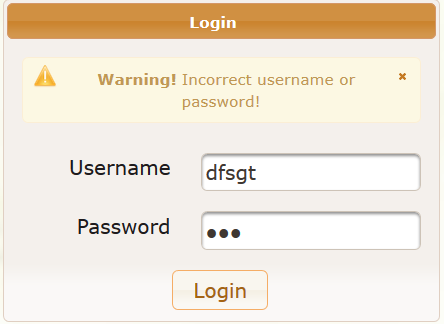 Login
Warning! Incorrect username or
password!
Username
dfsgt
Password
•••
Login